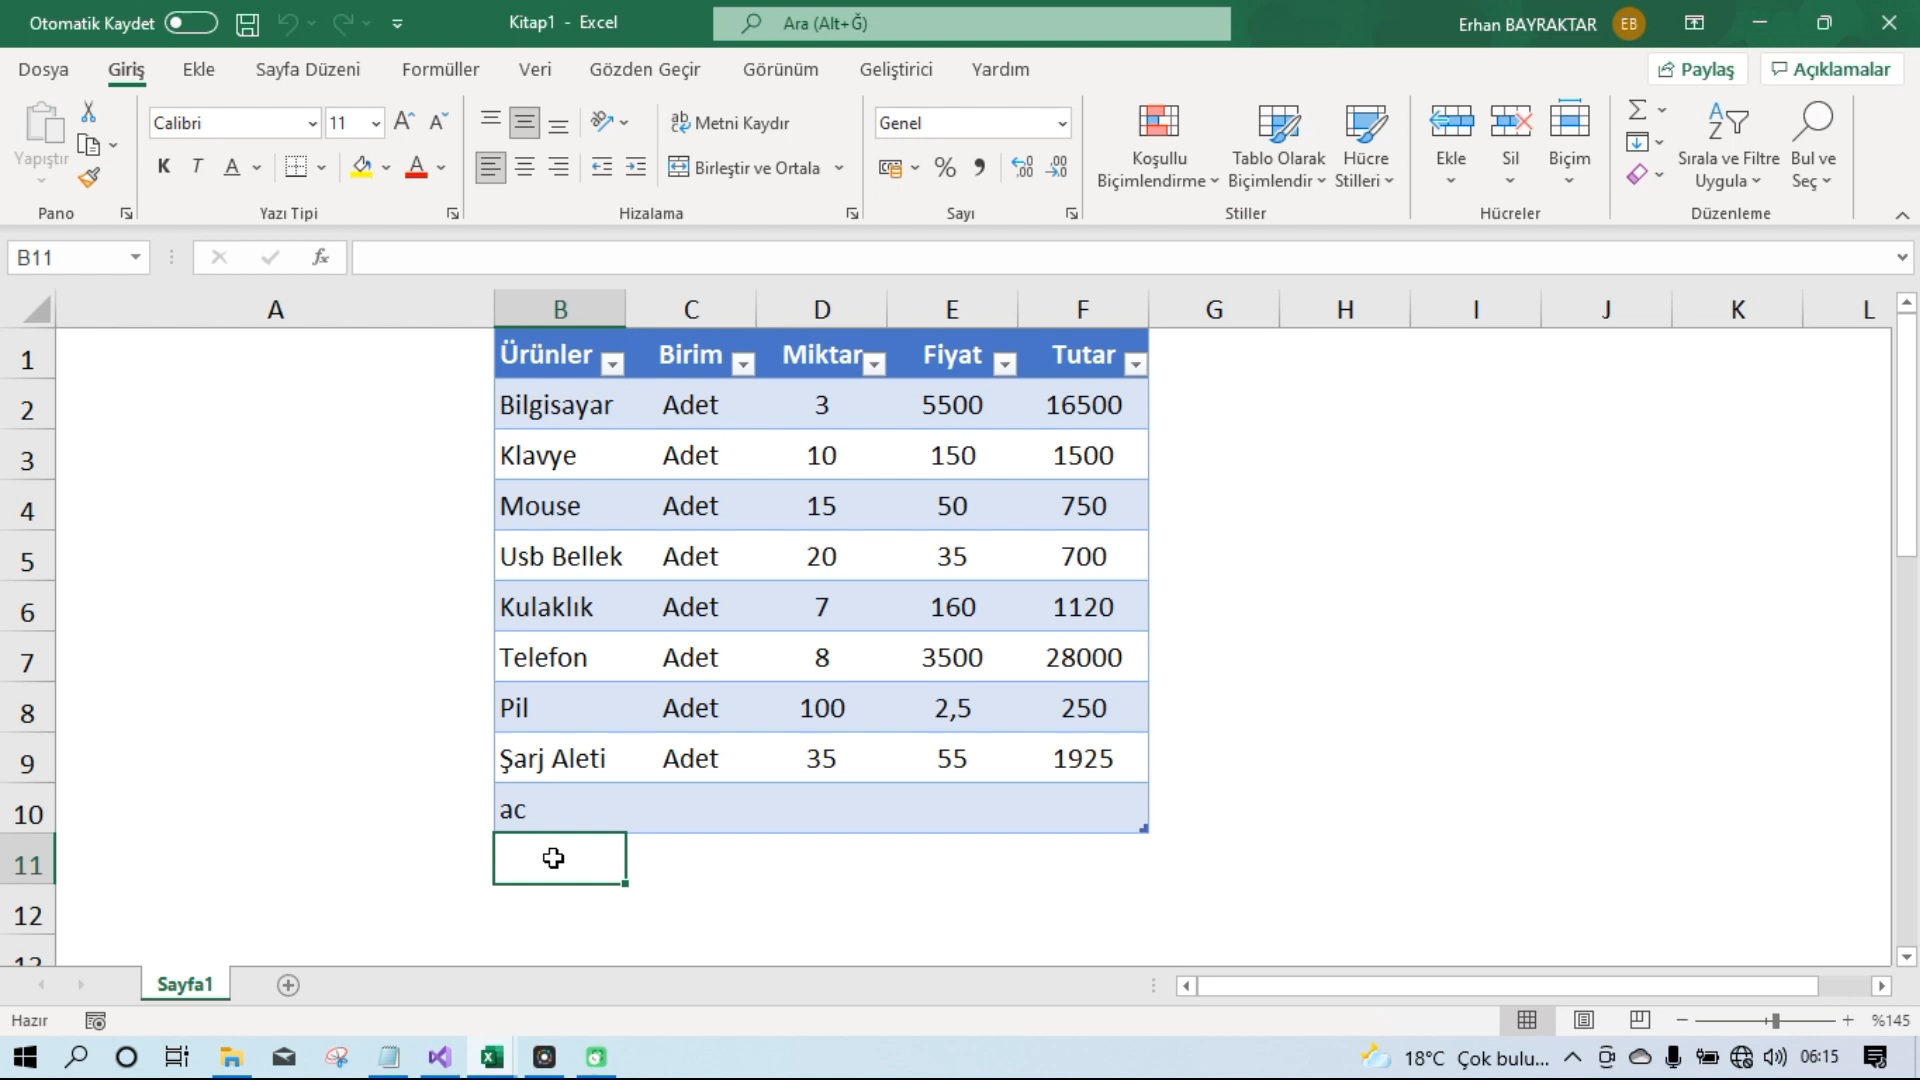 Otomatik Kaydet
Kitap1 - Excel
Ara (Alt+Ğ)
Erhan BAYRAKTAR EB
Dosya Giriş Ekle Sayfa Düzeni Formüller Veri Gözden Geçir Görünüm Geliştirici Yardım
Paylaş Açıklamalar
Yapıştır
Calibri 11
K T A
Metni Kaydır
Birleştir ve Ortala
Genel
Koşullu Biçimlendirme
Tablo Olarak Biçimlendir
Hücre Stilleri
Ekle Sil Biçim
Sırala ve Filtre Uygula
Bul ve Seç
Pano Yazı Tipi Hizalama Sayı Stiller Hücreler Düzenleme
B11 fx
A B C D E F G H I J K L
1 Ürünler Birim Miktar Fiyat Tutar
2 Bilgisayar Adet 3 5500 16500
3 Klavye Adet 10 150 1500
4 Mouse Adet 15 50 750
5 Usb Bellek Adet 20 35 700
6 Kulaklık Adet 7 160 1120
7 Telefon Adet 8 3500 28000
8 Pil Adet 100 2,5 250
9 Şarj Aleti Adet 35 55 1925
10 ac
11
12
Sayfa1
Hazır %145
18°C Çok bulu... 06:15